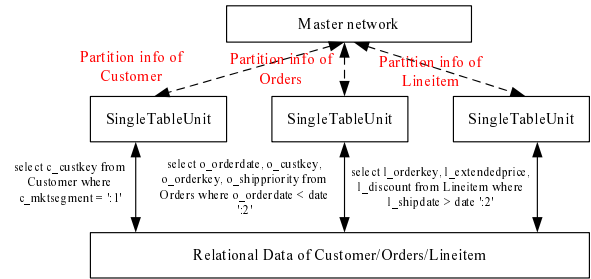 Master network
Partition info of
Customer
Partition info of
Orders
Partition info of
Lineitem
SingleTableUnit
SingleTableUnit
SingleTableUnit
select c_custkey from
Customer where
c_mktsegment = ':1'
select o_orderdate, o_custkey,
o_orderkey, o_shippriority from
Orders where o_orderdate < date
':2'
select l_orderkey, l_extendedprice,
l_discount from Lineitem where
l_shipdate > date ':2'
Relational Data of Customer/Orders/Lineitem